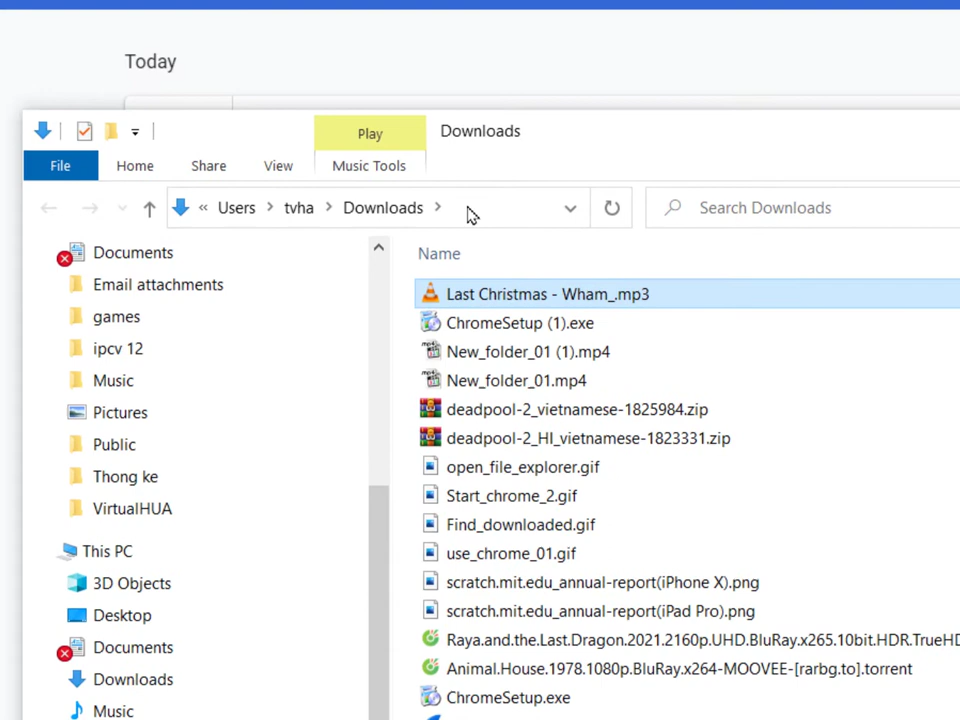 Today
Play
Downloads
File
Home
Share
View
Music Tools
« Users > tvha > Downloads >
Search Downloads
Documents
Email attachments
games
ipcv 12
Music
Pictures
Public
Thong ke
VirtualHUA
This PC
3D Objects
Desktop
Documents
Downloads
Music
Name
Last Christmas - Wham_.mp3
ChromeSetup (1).exe
New_folder_01 (1).mp4
New_folder_01.mp4
deadpool-2_vietnamese-1825984.zip
deadpool-2_HI_vietnamese-1823331.zip
open_file_explorer.gif
Start_chrome_2.gif
Find_downloaded.gif
use_chrome_01.gif
scratch.mit.edu_annual-report(iPhone X).png
scratch.mit.edu_annual-report(iPad Pro).png
Raya.and.the.Last.Dragon.2021.2160p.UHD.BluRay.x265.10bit.HDR.TrueHD
Animal.House.1978.1080p.BluRay.x264-MOOVEE-[rarbg.to].torrent
ChromeSetup.exe